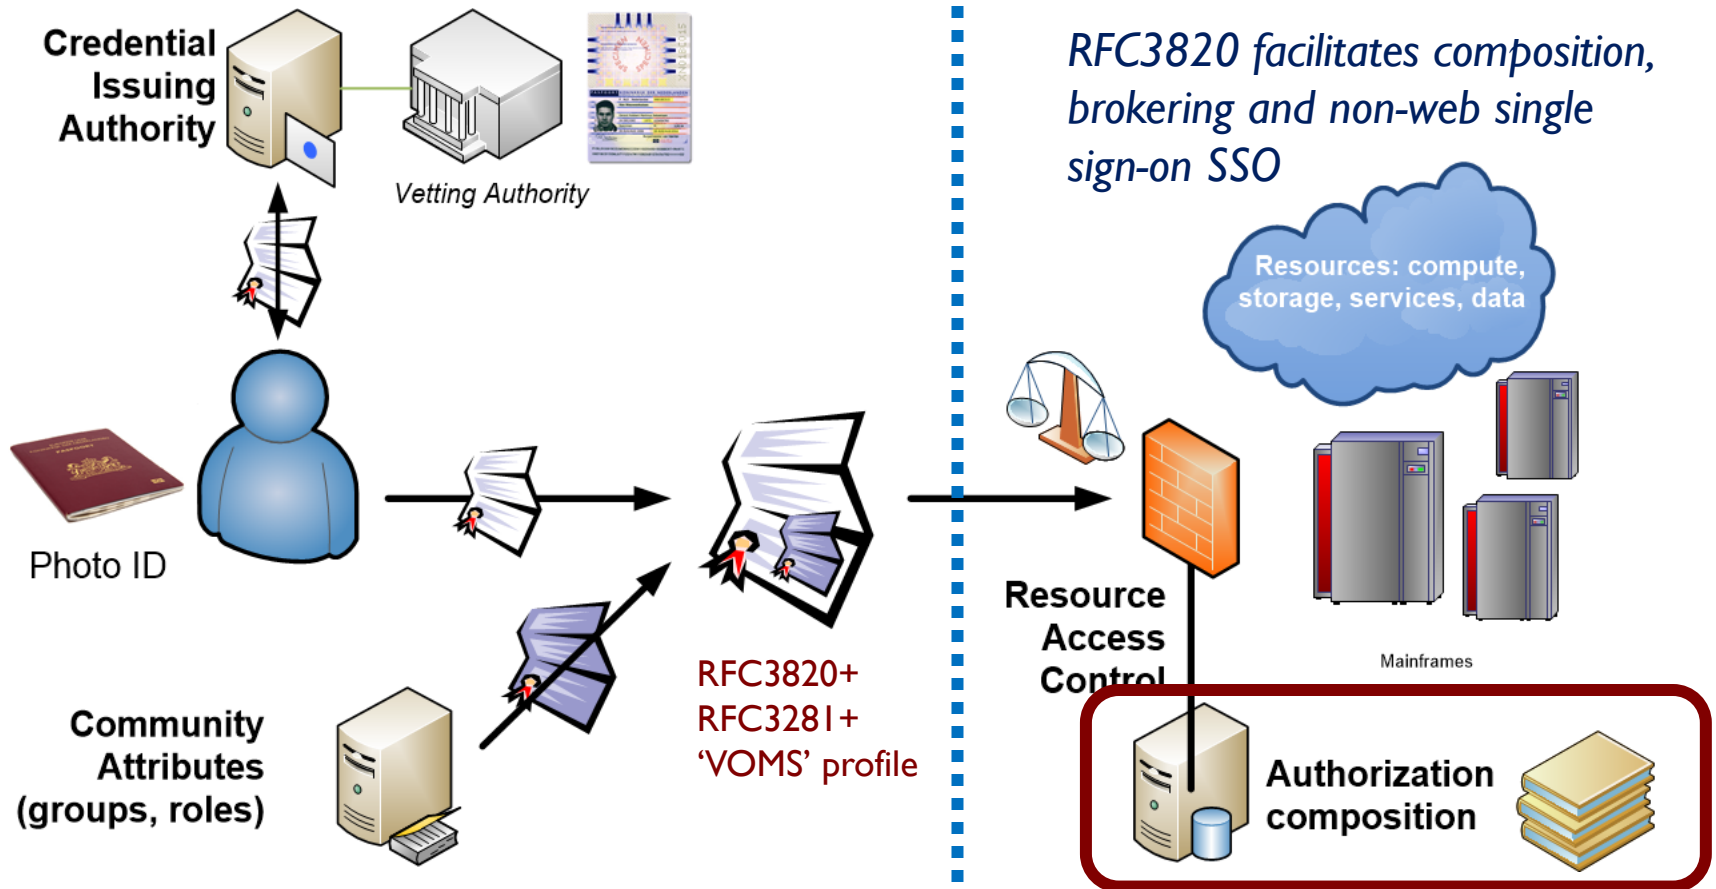 Credential
Issuing
Authority
Vetting Authority
RFC3820 facilitates composition,
brokering and non-web single
sign-on SSO
Resources: compute,
storage, services, data
Photo ID
Resource
Access
Control
Mainframes
RFC3820+
RFC3281+
‘VOMS’ profile
Community
Attributes
(groups, roles)
Authorization
composition